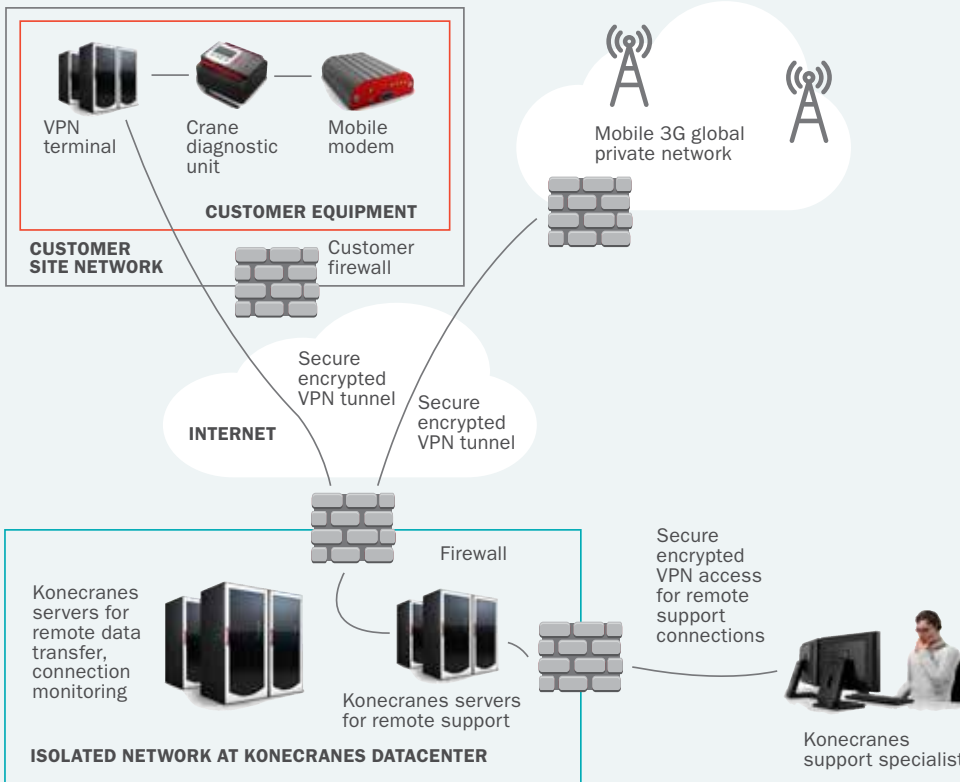 VPN
terminal
Crane
diagnostic
unit
Mobile
modem
CUSTOMER EQUIPMENT
CUSTOMER
SITE NETWORK
Customer
firewall
Mobile 3G global
private network
Secure
encrypted
VPN tunnel
Secure
encrypted
VPN tunnel
INTERNET
Firewall
Secure
encrypted
VPN access
for remote
support
connections
Konecranes
servers for
remote data
transfer,
connection
monitoring
Konecranes servers
for remote support
ISOLATED NETWORK AT KONECRANES DATACENTER
Konecranes
support specialist